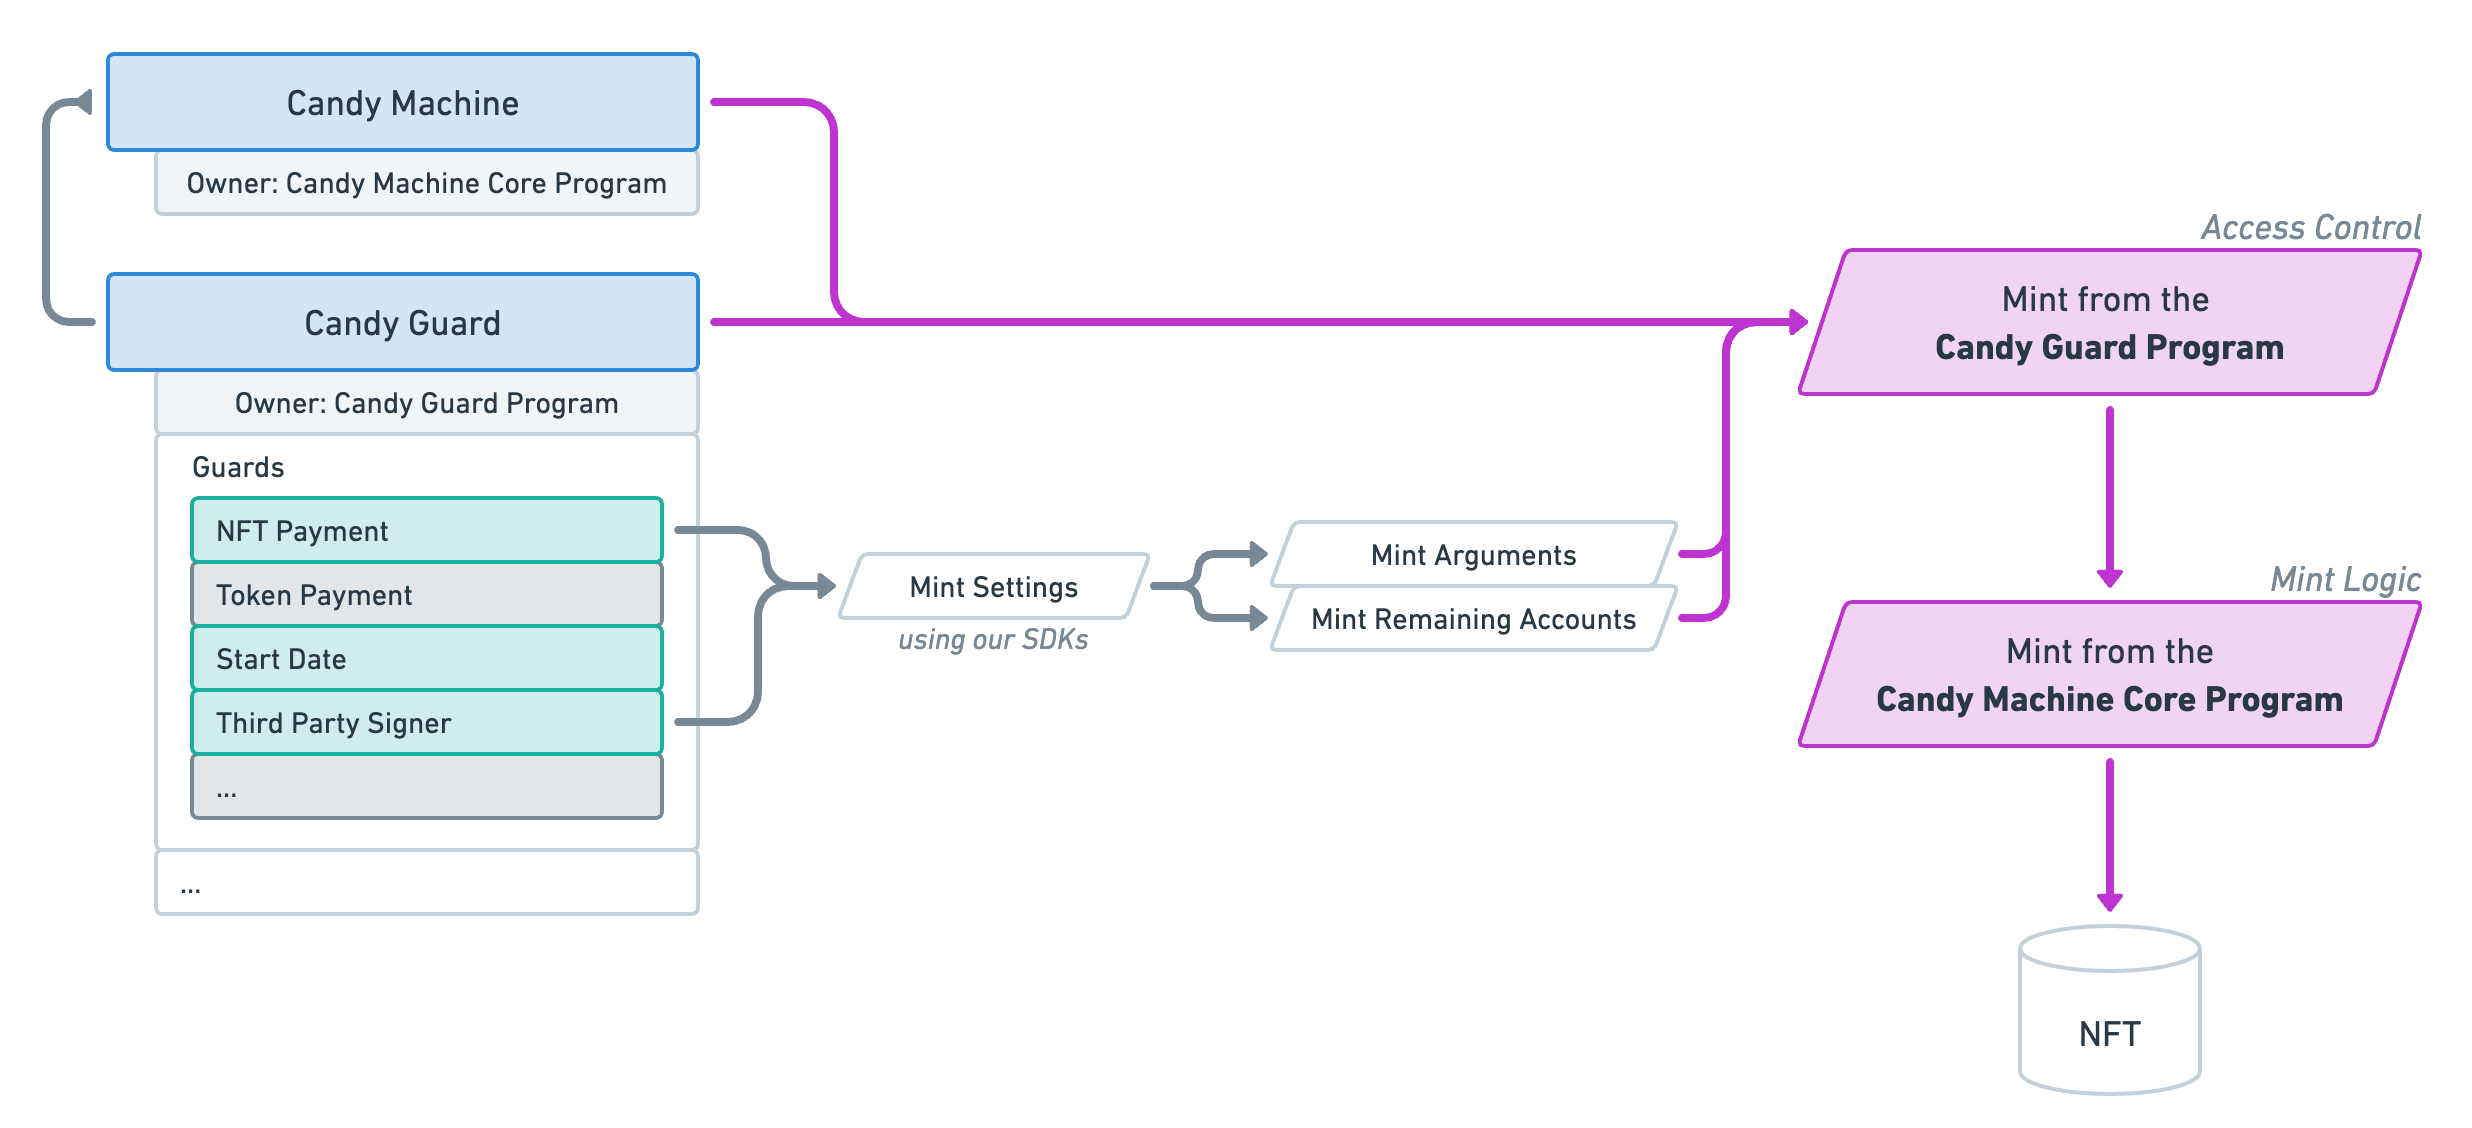 Candy Machine
Owner: Candy Machine Core Program
Candy Guard
Owner: Candy Guard Program
Guards
NFT Payment
Token Payment
Start Date
Third Party Signer
...
...
Mint Settings
using our SDKs
Mint Arguments
Mint Remaining Accounts
Access Control
Mint from the
Candy Guard Program
Mint Logic
Mint from the
Candy Machine Core Program
NFT